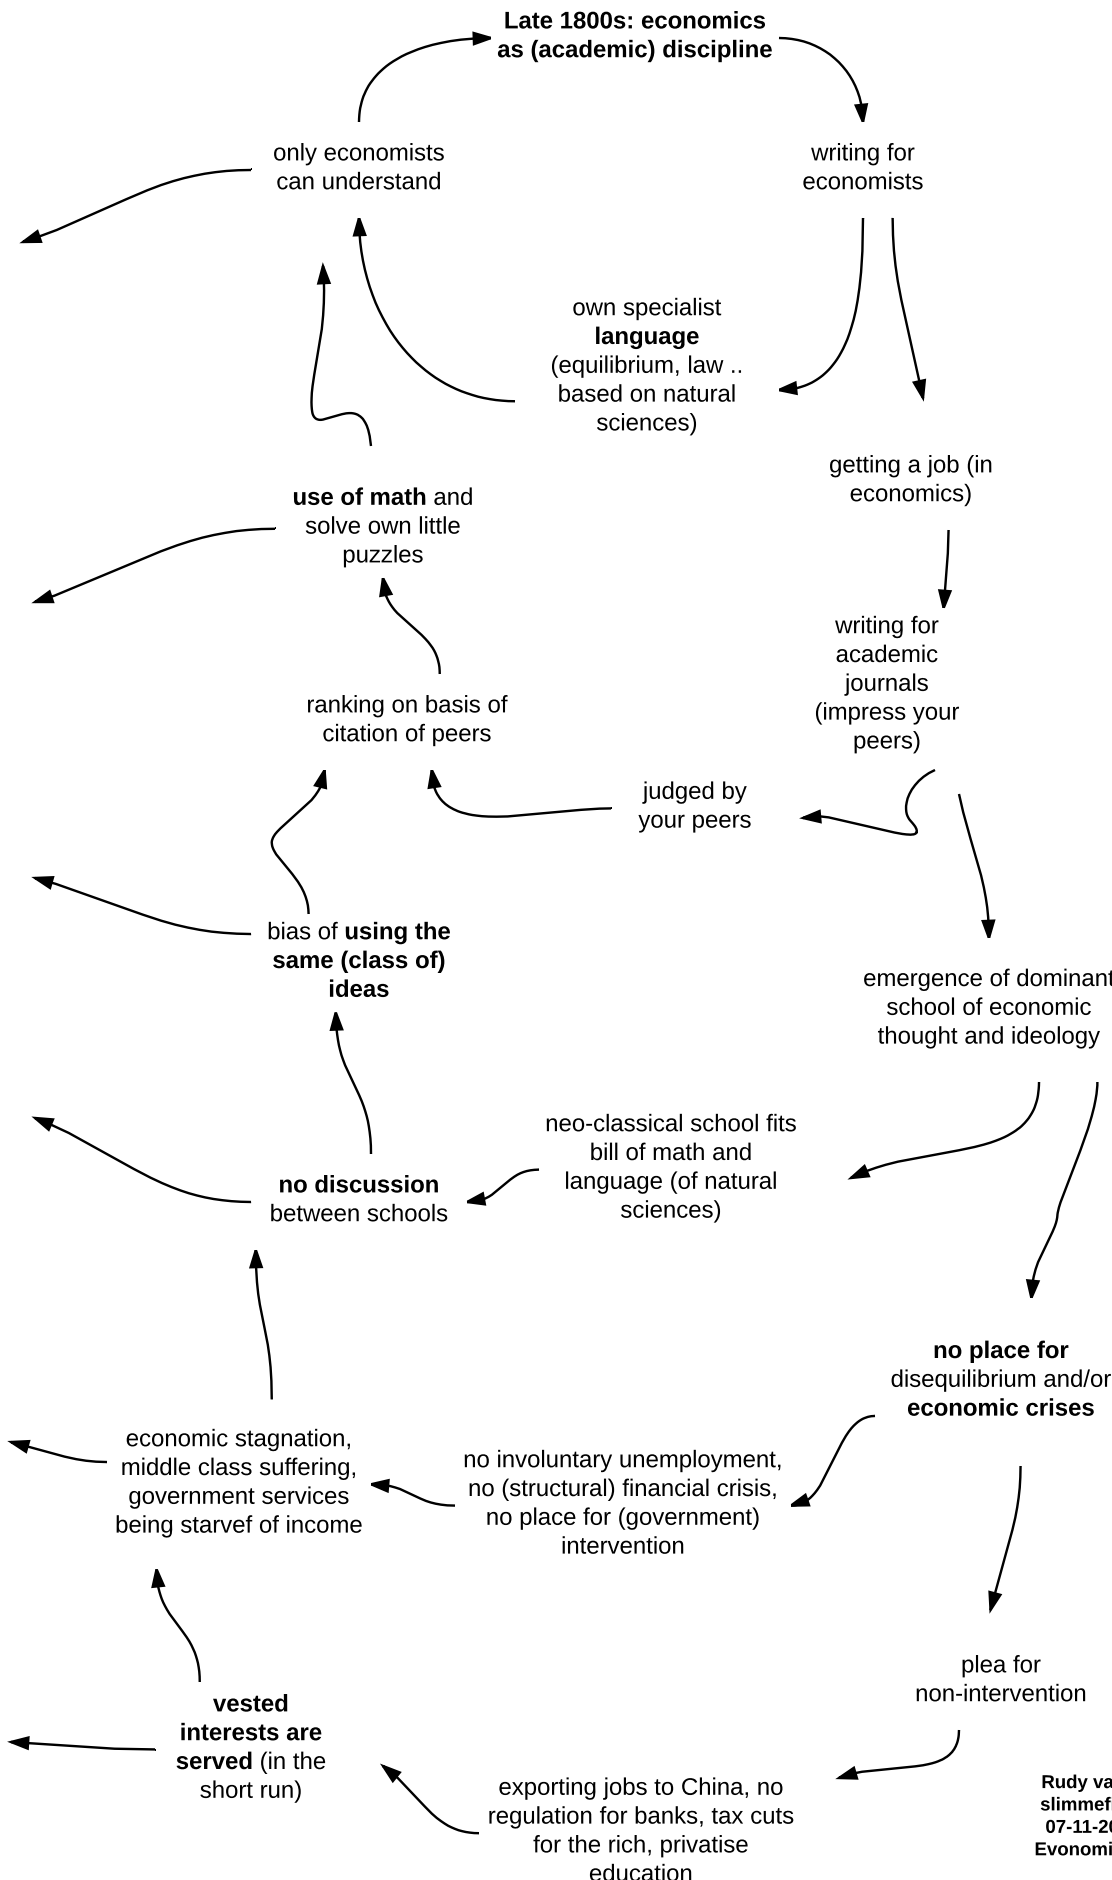 Late 1800s: economics
as (academic) discipline
only economists
can understand
writing for
economists
own specialist
language
(equilibrium, law ..
based on natural
sciences)
getting a job (in
economics)
use of math and
solve own little
puzzles
writing for
academic
journals
(impress your
peers)
ranking on basis of
citation of peers
judged by
your peers
bias of using the
same (class of)
ideas
emergence of dominant
school of economic
thought and ideology
neo-classical school fits
bill of math and
language (of natural
sciences)
no discussion
between schools
no place for
disequilibrium and/or
economic crises
economic stagnation,
middle class suffering,
government services
being starvef of income
no involuntary unemployment,
no (structural) financial crisis,
no place for (government)
intervention
plea for
non-intervention
vested
interests are
served (in the
short run)
exporting jobs to China, no
regulation for banks, tax cuts
for the rich, privatise
education
Rudy va
slimmef
07-11-20
Evonomi